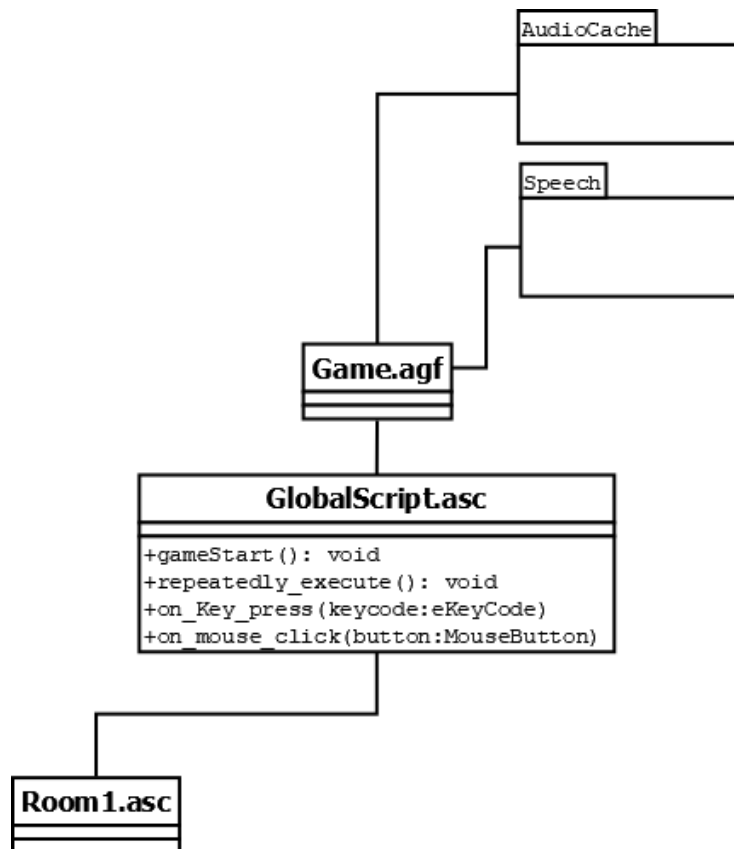 AudioCache
Speech
Game.agf
GlobalScript.asc
+gameStart(): void
+repeatedly_execute(): void
+on_Key_press(keycode:eKeyCode)
+on_mouse_click(button:MouseButton)
Room1.asc